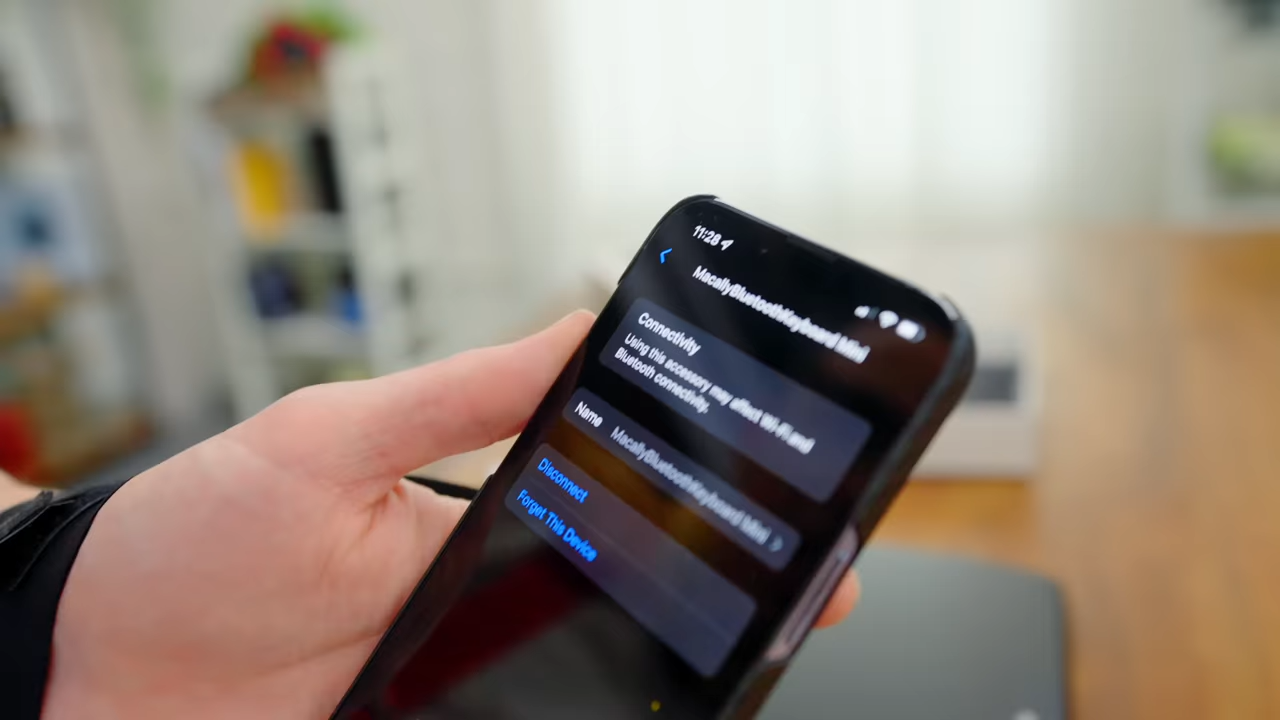 11:28
MacallyBluetoothKeyboard Mini
Connectivity
Using this accessory may affect Wi-Fi and
Bluetooth connectivity.
Name MacallyBluetoothKeyboard Mini
Disconnect
Forget This Device